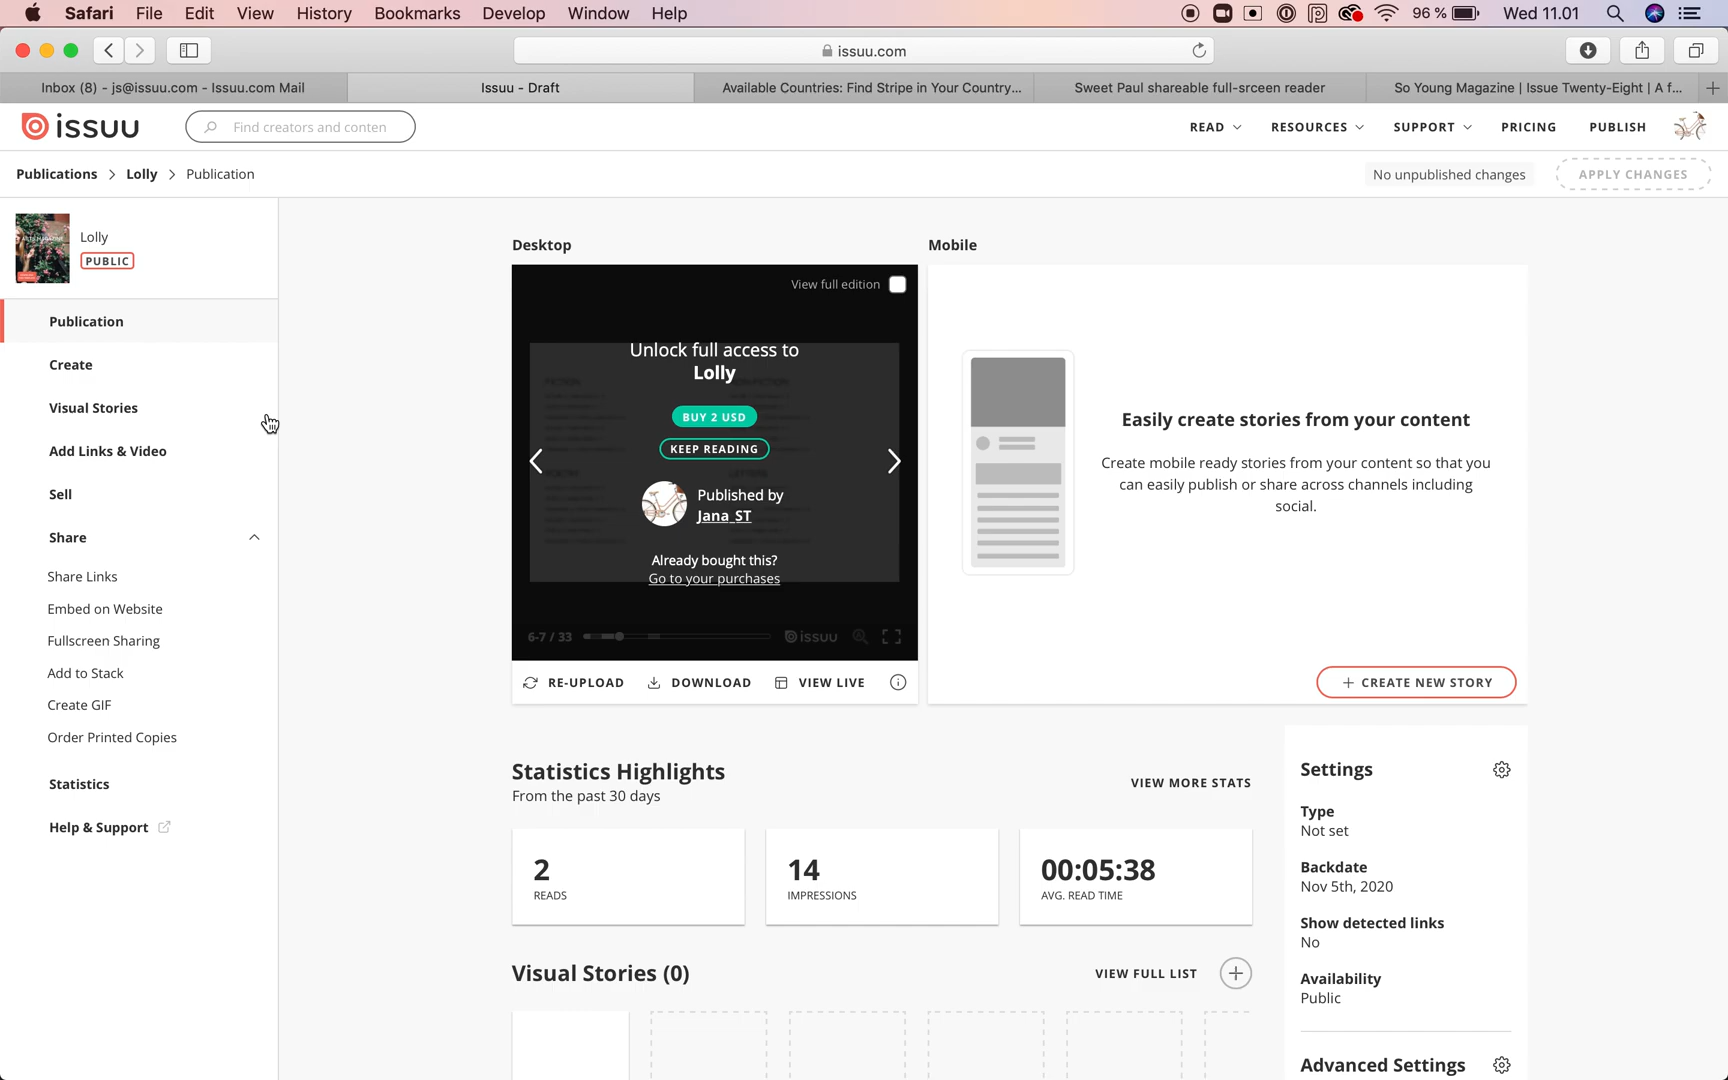 Safari File Edit View History Bookmarks Develop Window Help 96 % Wed 11.01
issuu.com
Inbox (8) - js@issuu.com - Issuu.com Mail
Issuu - Draft
Available Countries: Find Stripe in Your Country...
Sweet Paul shareable full-srceen reader
So Young Magazine | Issue Twenty-Eight | A f...
issuu
Find creators and conten
READ RESOURCES SUPPORT PRICING PUBLISH
Publications > Lolly > Publication
No unpublished changes
APPLY CHANGES
Lolly
PUBLIC
Publication
Create
Visual Stories
Add Links & Video
Sell
Share
Share Links
Embed on Website
Fullscreen Sharing
Add to Stack
Create GIF
Order Printed Copies
Statistics
Help & Support
Desktop
View full edition
Unlock full access to
Lolly
BUY 2 USD
KEEP READING
Published by
Jana_ST
Already bought this?
Go to your purchases
6-7 / 33
issuu
RE-UPLOAD
DOWNLOAD
VIEW LIVE
Mobile
Easily create stories from your content
Create mobile ready stories from your content so that you
can easily publish or share across channels including
social.
+ CREATE NEW STORY
Statistics Highlights
From the past 30 days
VIEW MORE STATS
2
READS
14
IMPRESSIONS
00:05:38
AVG. READ TIME
Visual Stories (0)
VIEW FULL LIST
Settings
Type
Not set
Backdate
Nov 5th, 2020
Show detected links
No
Availability
Public
Advanced Settings